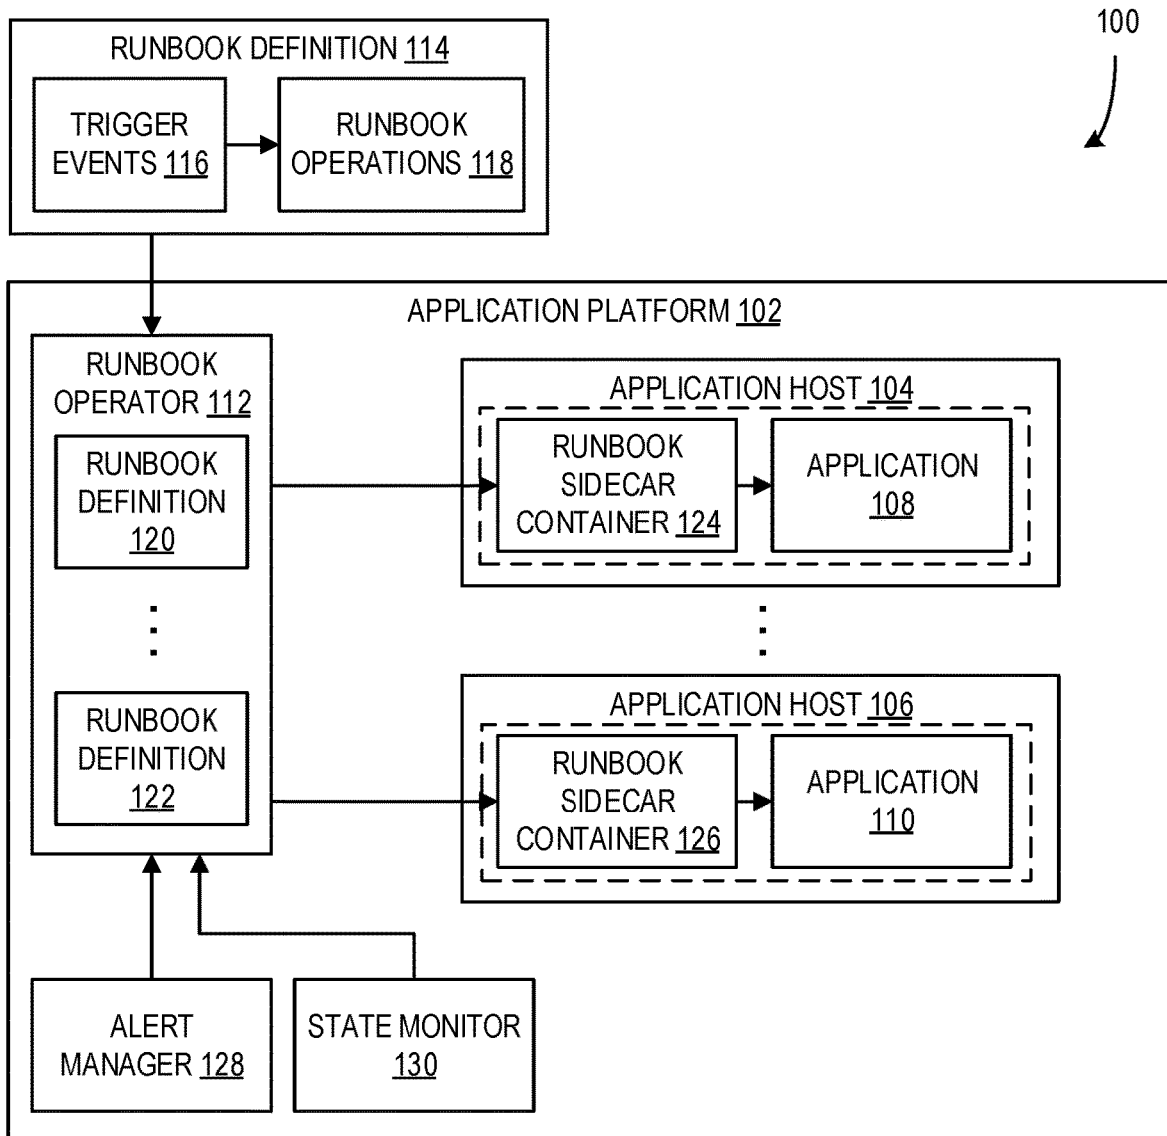 100
RUNBOOK DEFINITION 114
TRIGGER
EVENTS 116
RUNBOOK
OPERATIONS 118
APPLICATION PLATFORM 102
RUNBOOK
OPERATOR 112
RUNBOOK
DEFINITION
120
RUNBOOK
DEFINITION
122
APPLICATION HOST 104
RUNBOOK
SIDECAR
CONTAINER 124
APPLICATION
108
APPLICATION HOST 106
RUNBOOK
SIDECAR
CONTAINER 126
APPLICATION
110
ALERT
MANAGER 128
STATE MONITOR
130